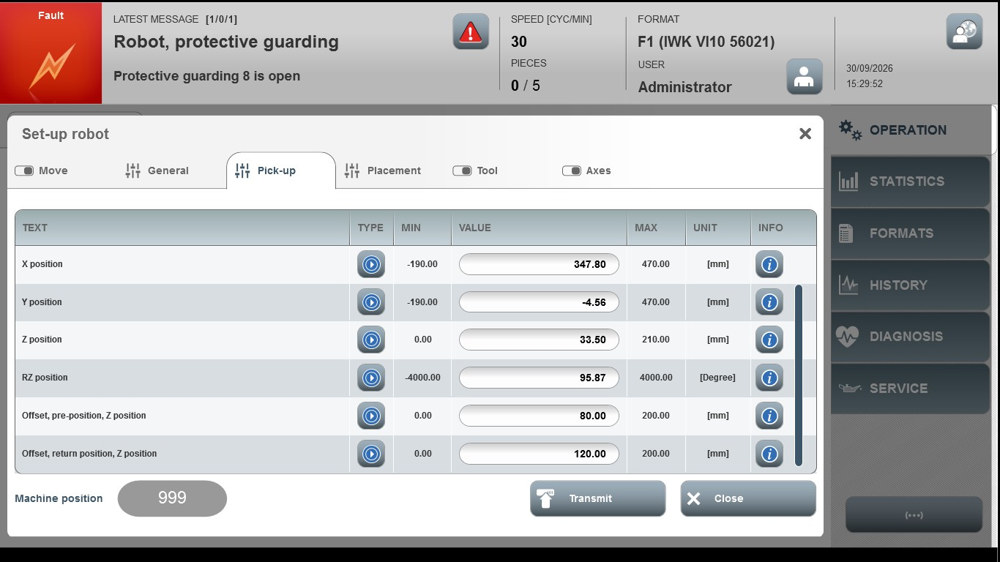 Fault
LATEST MESSAGE [1/0/1]
Robot, protective guarding
Protective guarding 8 is open
SPEED [CYC/MIN]
30
PIECES
0 / 5
FORMAT
F1 (IWK VI10 56021)
USER
Administrator
30/09/2026
15:29:52
Set-up robot
Move General Pick-up Placement Tool Axes
TEXT TYPE MIN VALUE MAX UNIT INFO
X position -190.00 347.80 470.00 [mm] i
Y position -190.00 -4.56 470.00 [mm] i
Z position 0.00 33.50 210.00 [mm] i
RZ position -4000.00 95.87 4000.00 [Degree] i
Offset, pre-position, Z position 0.00 80.00 200.00 [mm] i
Offset, return position, Z position 0.00 120.00 200.00 [mm] i
Machine position 999 Transmit Close
OPERATION
STATISTICS
FORMATS
HISTORY
DIAGNOSIS
SERVICE
(•••)